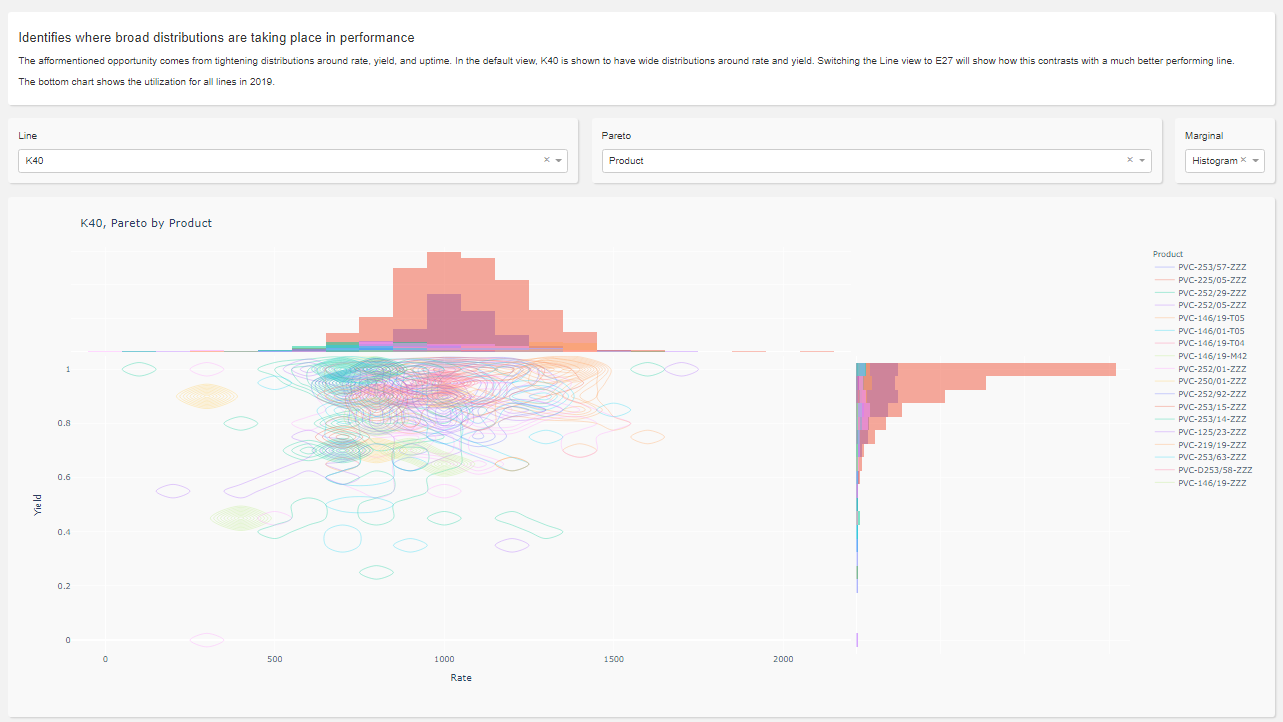 Identifies where broad distributions are taking place in performance
The afformentioned opportunity comes from tightening distributions around rate, yield, and uptime. In the default view, K40 is shown to have wide distributions around rate and yield. Switching the Line view to E27 will show how this contrasts with a much better performing line.
The bottom chart shows the utilization for all lines in 2019.
Line
K40
Pareto
Product
Marginal
Histogram
K40, Pareto by Product
Product
PVC-253/57-ZZZ
PVC-225/05-ZZZ
PVC-252/29-ZZZ
PVC-252/05-ZZZ
PVC-146/19-T05
PVC-146/01-T05
PVC-146/19-T04
PVC-146/19-M42
PVC-252/01-ZZZ
PVC-250/01-ZZZ
PVC-252/92-ZZZ
PVC-253/15-ZZZ
PVC-253/14-ZZZ
PVC-125/23-ZZZ
PVC-219/19-ZZZ
PVC-253/63-ZZZ
PVC-D253/58-ZZZ
PVC-146/19-ZZZ
1
0.8
0.6
0.4
0.2
0
Yield
0 500 1000 1500 2000
Rate